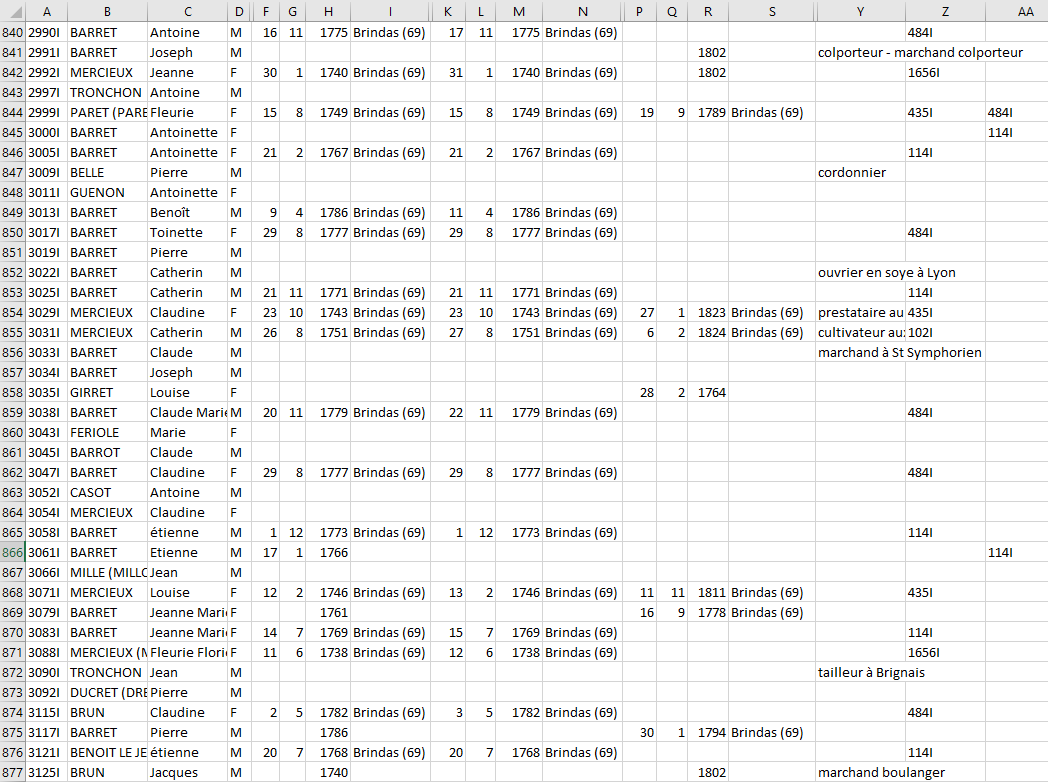 A B C D F G H I K L M N P Q R S Y Z AA
840 2990I BARRET Antoine M 16 11 1775 Brindas (69) 17 11 1775 Brindas (69) 484I
841 2991I BARRET Joseph M 1802 colporteur - marchand colporteur
842 2992I MERCIEUX Jeanne F 30 1 1740 Brindas (69) 31 1 1740 Brindas (69) 1802 1656I
843 2997I TRONCHON Antoine M
844 2999I PARET (PARE Fleurie F 15 8 1749 Brindas (69) 15 8 1749 Brindas (69) 19 9 1789 Brindas (69) 435I 484I
845 3000I BARRET Antoinette F 114I
846 3005I BARRET Antoinette F 21 2 1767 Brindas (69) 21 2 1767 Brindas (69) 114I
847 3009I BELLE Pierre M cordonnier
848 3011I GUENON Antoinette F
849 3013I BARRET Benoît M 9 4 1786 Brindas (69) 11 4 1786 Brindas (69)
850 3017I BARRET Toinette F 29 8 1777 Brindas (69) 29 8 1777 Brindas (69) 484I
851 3019I BARRET Pierre M
852 3022I BARRET Catherin M ouvrier en soye à Lyon
853 3025I BARRET Catherin M 21 11 1771 Brindas (69) 21 11 1771 Brindas (69) 114I
854 3029I MERCIEUX Claudine F 23 10 1743 Brindas (69) 23 10 1743 Brindas (69) 27 1 1823 Brindas (69) prestataire au 435I
855 3031I MERCIEUX Catherin M 26 8 1751 Brindas (69) 27 8 1751 Brindas (69) 6 2 1824 Brindas (69) cultivateur aux 102I
856 3033I BARRET Claude M marchand à St Symphorien
857 3034I BARRET Joseph M
858 3035I GIRRET Louise F 28 2 1764
859 3038I BARRET Claude Marie M 20 11 1779 Brindas (69) 22 11 1779 Brindas (69) 484I
860 3043I FERIOLE Marie F
861 3045I BARROT Claude M
862 3047I BARRET Claudine F 29 8 1777 Brindas (69) 29 8 1777 Brindas (69) 484I
863 3052I CASOT Antoine M
864 3054I MERCIEUX Claudine F
865 3058I BARRET étienne M 1 12 1773 Brindas (69) 1 12 1773 Brindas (69) 114I
866 3061I BARRET Etienne M 17 1 1766 114I
867 3066I MILLE (MILLO Jean M
868 3071I MERCIEUX Louise F 12 2 1746 Brindas (69) 13 2 1746 Brindas (69) 11 11 1811 Brindas (69) 435I
869 3079I BARRET Jeanne Mari F 1761 16 9 1778 Brindas (69)
870 3083I BARRET Jeanne Mari F 14 7 1769 Brindas (69) 15 7 1769 Brindas (69) 114I
871 3088I MERCIEUX (M Fleurie Flori F 11 6 1738 Brindas (69) 12 6 1738 Brindas (69) 1656I
872 3090I TRONCHON Jean M tailleur à Brignais
873 3092I DUCRET (DRE Pierre M
874 3115I BRUN Claudine F 2 5 1782 Brindas (69) 3 5 1782 Brindas (69) 484I
875 3117I BARRET Pierre M 1786 30 1 1794 Brindas (69)
876 3121I BENOIT LE JE étienne M 20 7 1768 Brindas (69) 20 7 1768 Brindas (69) 114I
877 3125I BRUN Jacques M 1740 1802 marchand boulanger